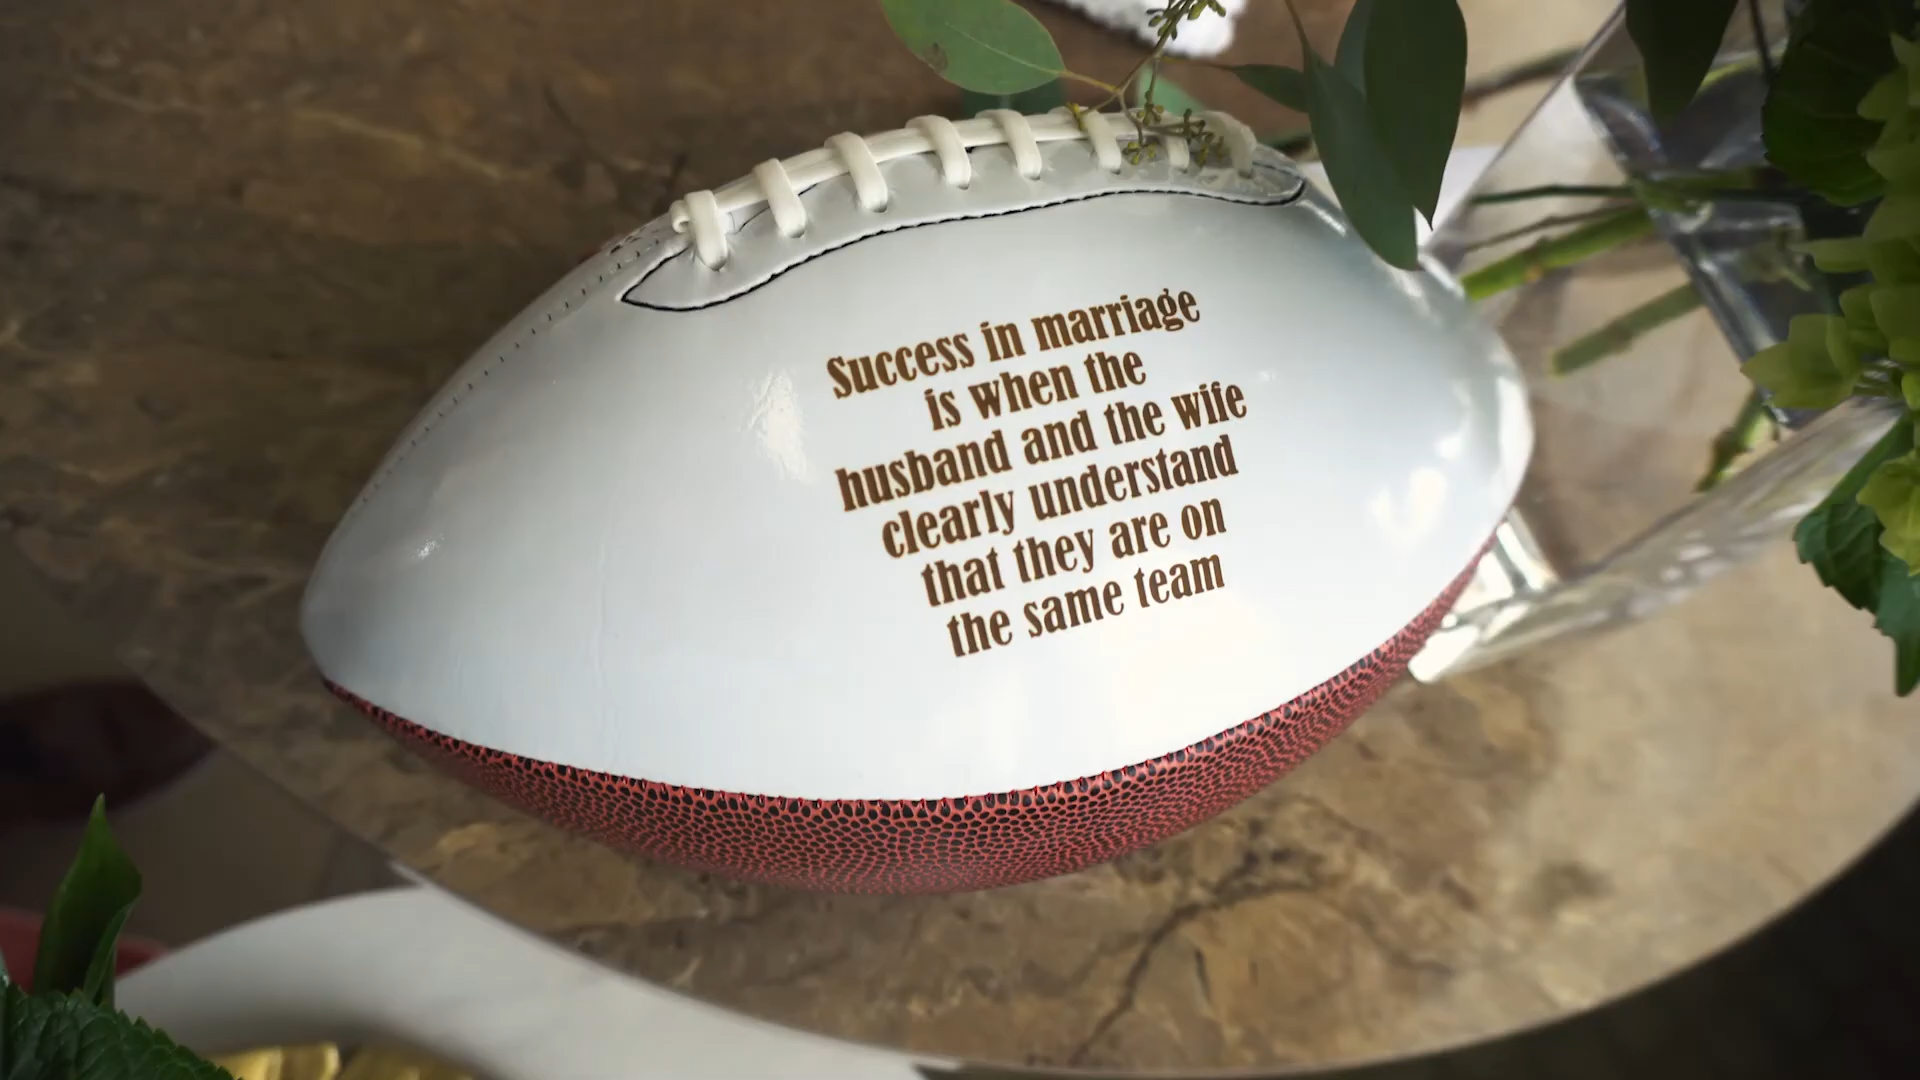 Success in marriage
is when the
husband and the wife
clearly understand
that they are on
the same team